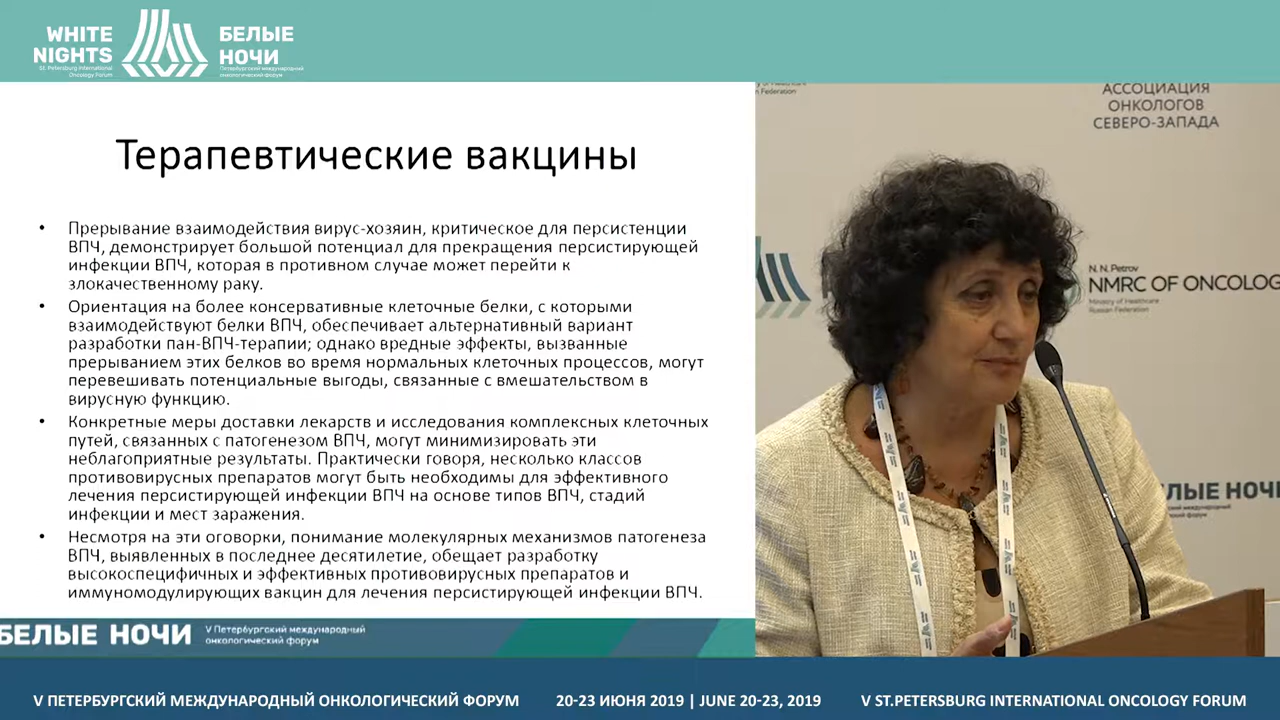 WHITE
NIGHTS
St. Petersburg International
Oncology Forum
БЕЛЫЕ
НОЧИ
Петербургский международный
онкологический форум
Терапевтические вакцины
• Прерывание взаимодействия вирус-хозяин, критическое для персистенции
ВПЧ, демонстрирует большой потенциал для прекращения персистирующей
инфекции ВПЧ, которая в противном случае может перейти к
злокачественному раку.
• Ориентация на более консервативные клеточные белки, с которыми
взаимодействуют белки ВПЧ, обеспечивает альтернативный вариант
разработки пан-ВПЧ-терапии; однако вредные эффекты, вызванные
прерыванием этих белков во время нормальных клеточных процессов, могут
перевешивать потенциальные выгоды, связанные с вмешательством в
вирусную функцию.
• Конкретные меры доставки лекарств и исследования комплексных клеточных
путей, связанных с патогенезом ВПЧ, могут минимизировать эти
неблагоприятные результаты. Практически говоря, несколько классов
противовирусных препаратов могут быть необходимы для эффективного
лечения персистирующей инфекции ВПЧ на основе типов ВПЧ, стадий
инфекции и мест заражения.
• Несмотря на эти оговорки, понимание молекулярных механизмов патогенеза
ВПЧ, выявленных в последнее десятилетие, обещает разработку
высокоспецифичных и эффективных противовирусных препаратов и
иммуномодулирующих вакцин для лечения персистирующей инфекции ВПЧ.
БЕЛЫЕ НОЧИ
V Петербургский международный
онкологический форум
n Federation
АССОЦИАЦИЯ
ОНКОЛОГОВ
СЕВЕРО-ЗАПАДА
N. N. Petrov
NMRC OF ONCOLOG
Ministry of Healthcare
Russian Federation
ЕЛЫЕ НОЧИ
V ПЕТЕРБУРГСКИЙ МЕЖДУНАРОДНЫЙ ОНКОЛОГИЧЕСКИЙ ФОРУМ
20-23 ИЮНЯ 2019 | JUNE 20-23, 2019
V ST.PETERSBURG INTERNATIONAL ONCOLOGY FORUM